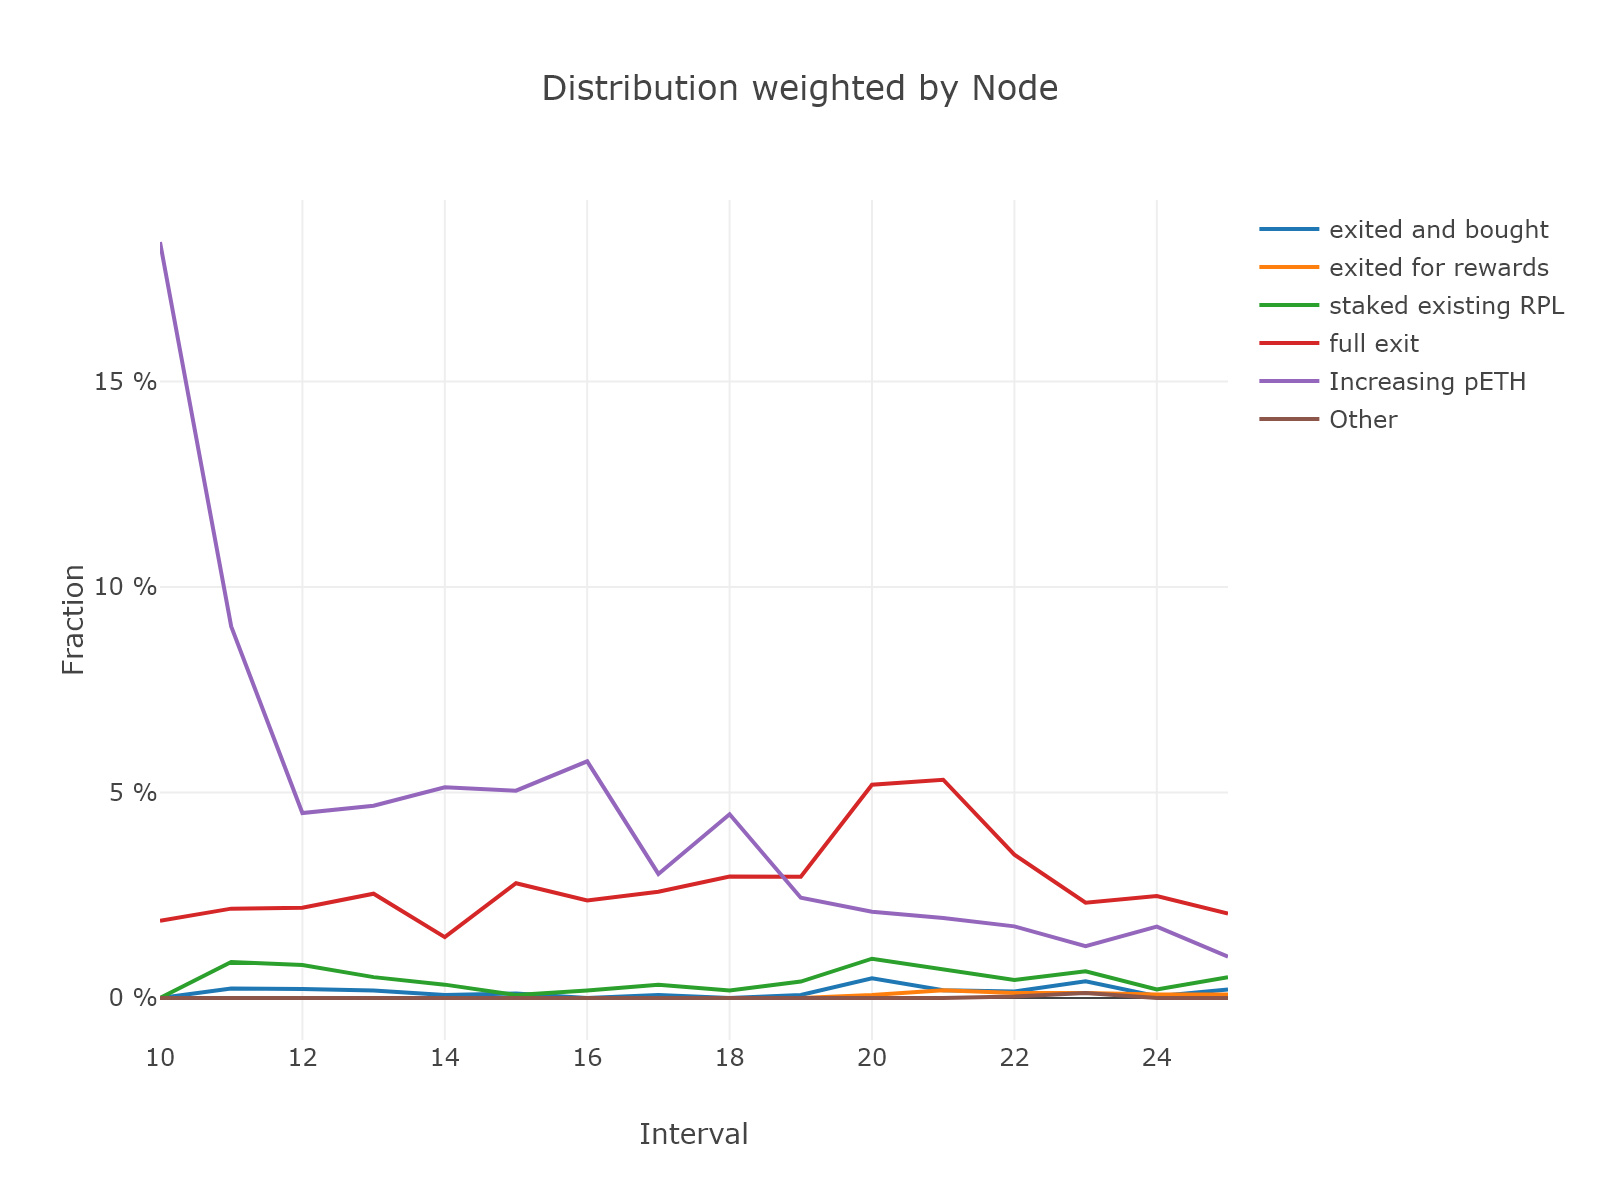 Distribution weighted by Node
exited and bought
exited for rewards
staked existing RPL
full exit
Increasing pETH
Other
Fraction
15 %
10 %
5 %
0 %
10 12 14 16 18 20 22 24
Interval